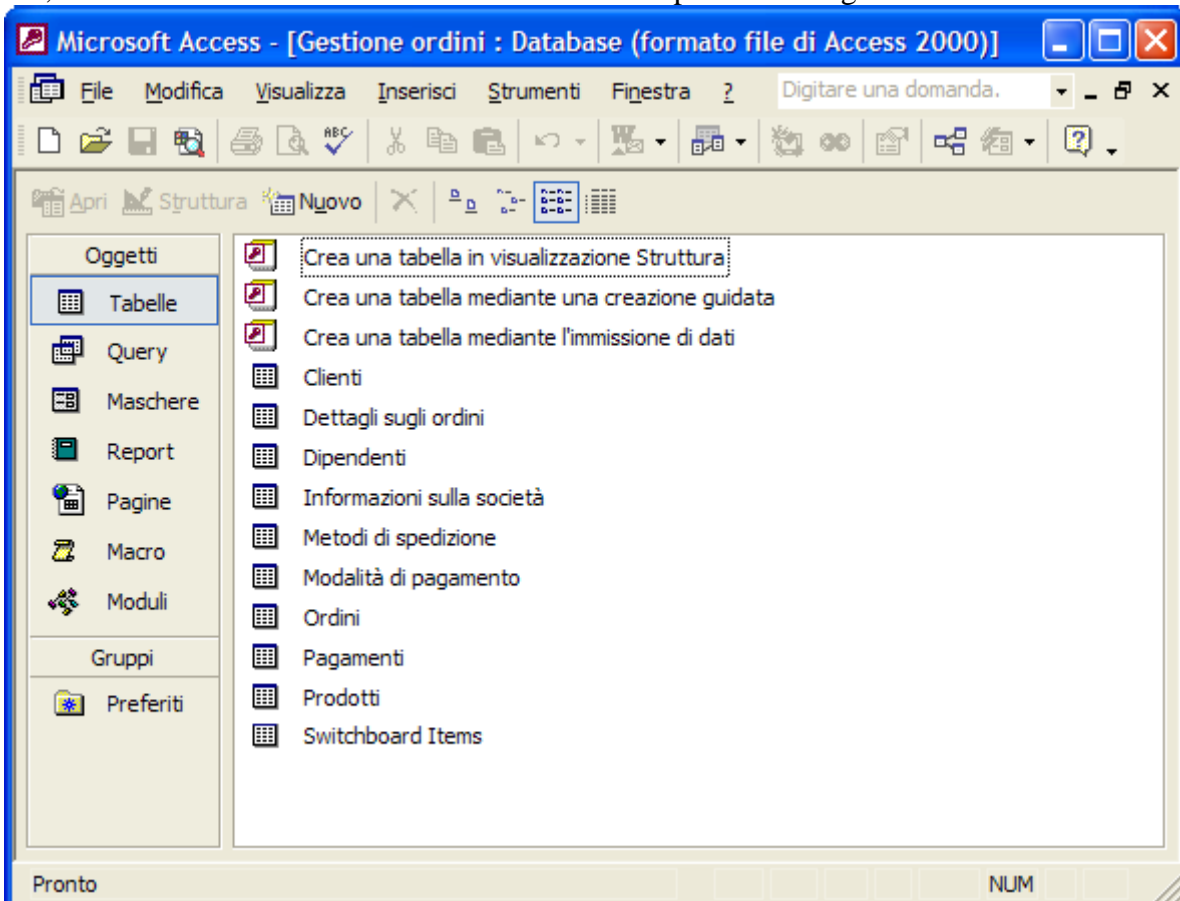 Microsoft Access - [Gestione ordini : Database (formato file di Access 2000)]
File Modifica Visualizza Inserisci Strumenti Finestra ? Digitare una domanda.
ABC W
Apri Struttura Nuovo
Oggetti
Tabelle
Query
Maschere
Report
Pagine
Macro
Moduli
Gruppi
Preferiti
Crea una tabella in visualizzazione Struttura
Crea una tabella mediante una creazione guidata
Crea una tabella mediante l'immissione di dati
Clienti
Dettagli sugli ordini
Dipendenti
Informazioni sulla società
Metodi di spedizione
Modalità di pagamento
Ordini
Pagamenti
Prodotti
Switchboard Items
Pronto NUM